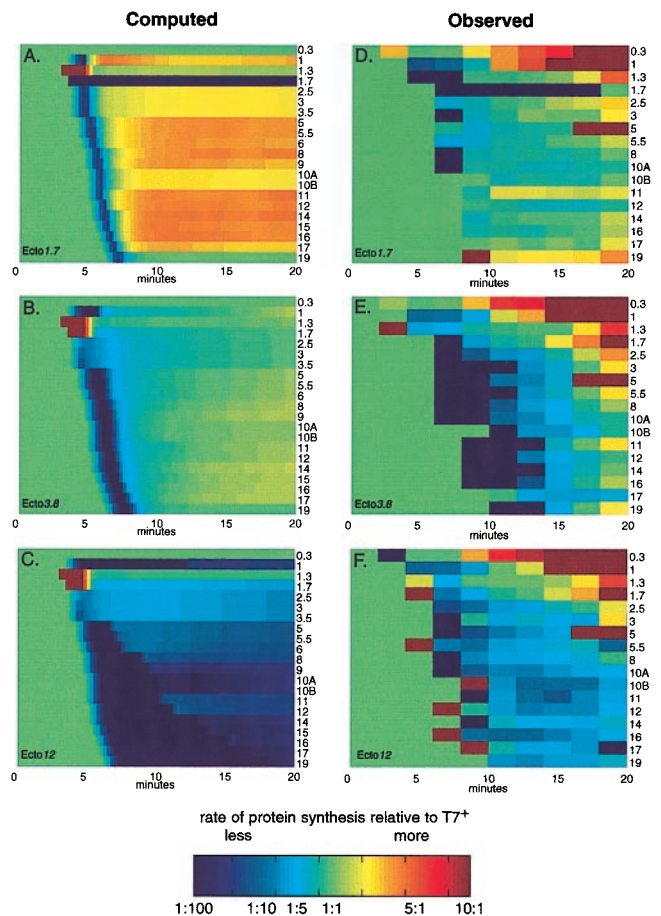 Computed
Observed
A.
0.3
1
1.3
1.7
2.7
3
3.5
5
5.5
6
8
9
10A
10B
11
12
14
15
16
17
19
Ecto1.7
0 5 10 15 20
minutes
D.
0.3
1
1.3
1.7
2.5
3
5
5.5
8
10A
10B
11
12
14
16
17
19
Ecto1.7
0 5 10 15 20
minutes
B.
0.3
1
1.3
1.7
2.5
3
3.5
5
5.5
6
8
9
10A
10B
11
12
14
15
16
17
19
Ecto3.8
0 5 10 15 20
minutes
E.
0.3
1
1.3
1.7
2.5
3
5
5.5
8
10A
10B
11
12
14
16
17
19
Ecto3.8
0 5 10 15 20
minutes
C.
0.3
1
1.3
1.7
2.5
3
3.5
5
5.5
6
8
9
10A
10B
11
12
14
15
16
17
19
Ecto12
0 5 10 15 20
minutes
F.
0.3
1
1.3
1.7
2.5
3
5
5.5
8
10A
10B
11
12
14
16
17
19
Ecto12
0 5 10 15 20
minutes
rate of protein synthesis relative to T7+
less more
1:100 1:10 1:5 1:1 5:1 10:1